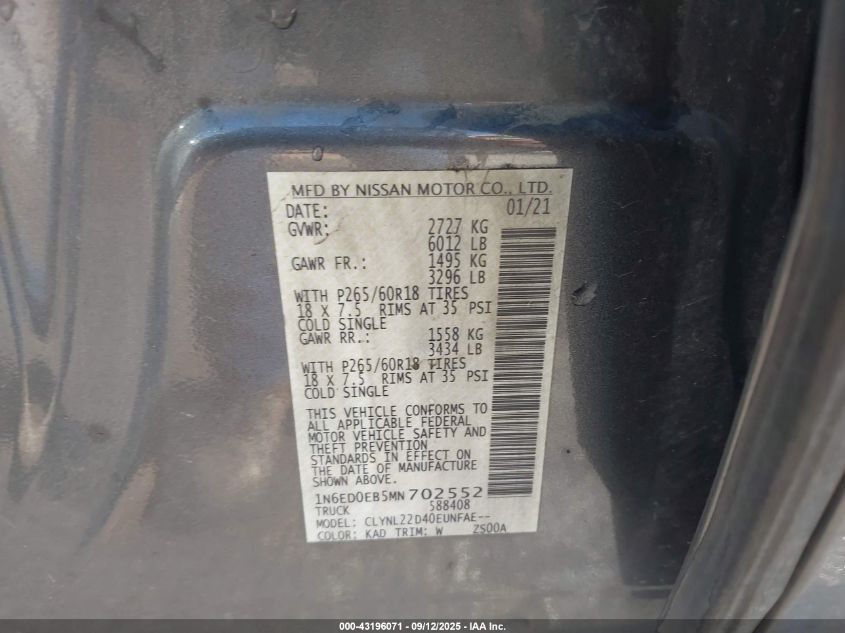 MFD BY NISSAN MOTOR CO., LTD.
DATE: 01/21
GVWR: 2727 KG
6012 LB
GAWR FR.: 1495 KG
3296 LB
WITH P265/60R18 TIRES
18 X 7.5 RIMS AT 35 PSI
COLD SINGLE
GAWR RR.: 1558 KG
3434 LB
WITH P265/60R18 TIRES
18 X 7.5 RIMS AT 35 PSI
COLD SINGLE
THIS VEHICLE CONFORMS TO
ALL APPLICABLE FEDERAL
MOTOR VEHICLE SAFETY AND
THEFT PREVENTION
STANDARDS IN EFFECT ON
THE DATE OF MANUFACTURE
SHOWN ABOVE.
1N6ED0EB5MN702552
TRUCK 588408
MODEL: CLYNL22D40EUNFAE--
COLOR: KAD TRIM: W ZS00A
000-43196071 - 09/12/2025 - IAA Inc.